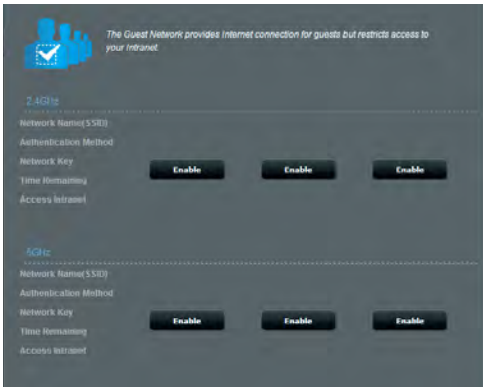 The Guest Network provides Internet connection for guests but restricts access to
your Intranet.
2.4GHz
Network Name(SSID)
Authentication Method
Network Key
Enable Enable Enable
Time Remaining
Access Intranet
5GHz
Network Name(SSID)
Authentication Method
Network Key
Enable Enable Enable
Time Remaining
Access Intranet